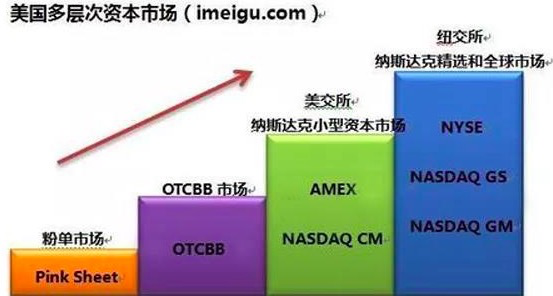 美国多层次资本市场（imeigu.com）
纽交所
纳斯达克精选和全球市场
美交所
纳斯达克小型资本市场
OTCBB 市场
粉单市场
NYSE
NASDAQ GS
NASDAQ GM
AMEX
NASDAQ CM
OTCBB
Pink Sheet